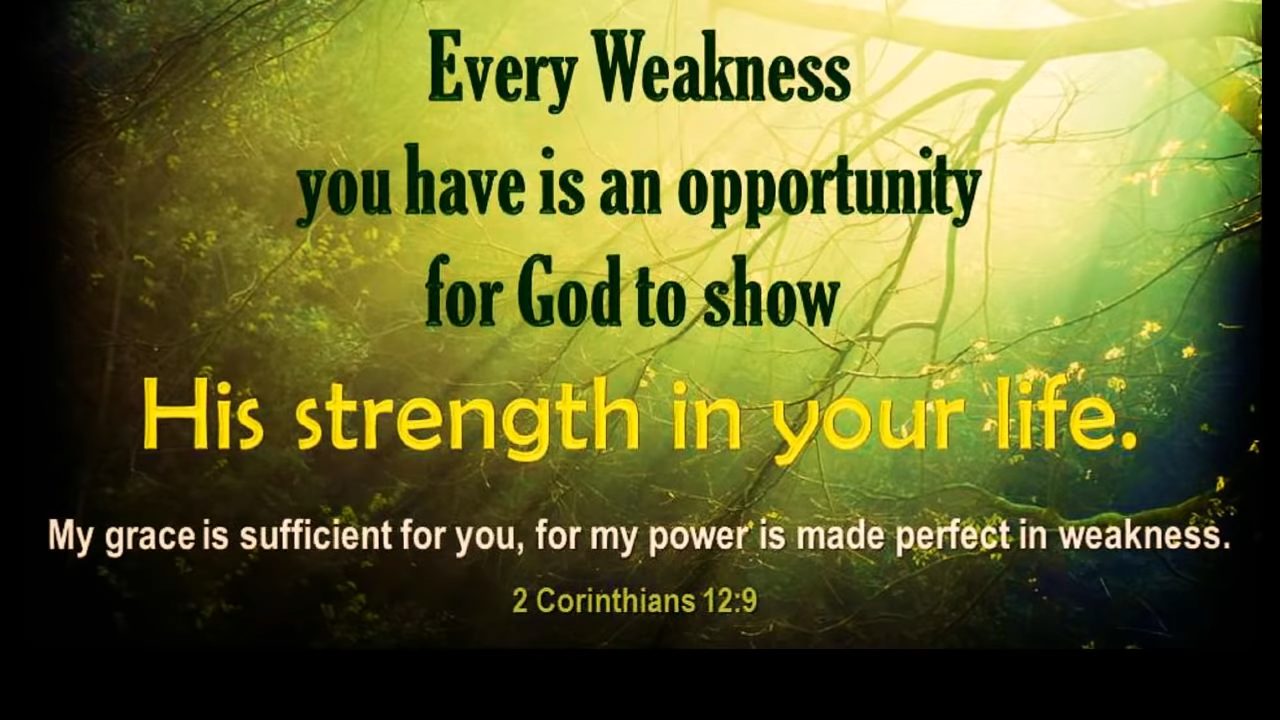 Every Weakness
you have is an opportunity
for God to show
His strength in your life.
My grace is sufficient for you, for my power is made perfect in weakness.
2 Corinthians 12:9